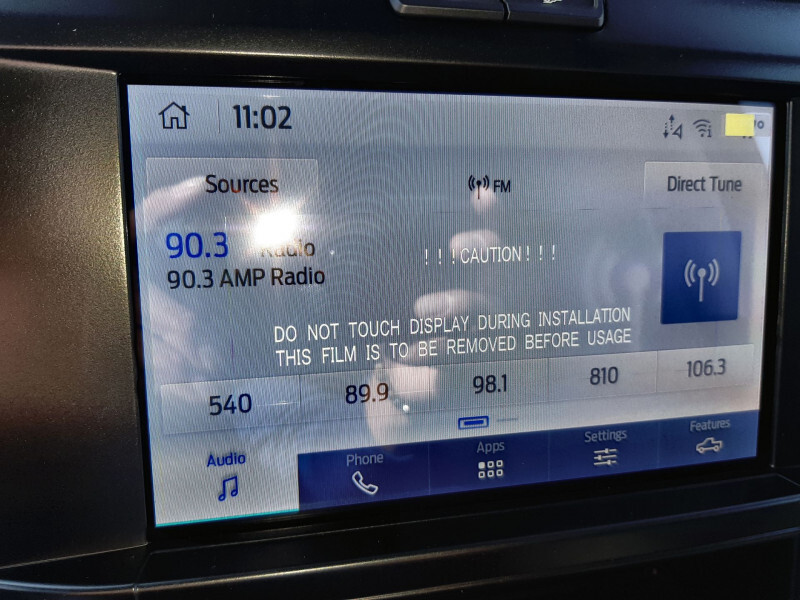 11:02
Sources
FM
Direct Tune
90.3
Radio
90.3 AMP Radio
! ! ! CAUTION ! ! !
DO NOT TOUCH DISPLAY DURING INSTALLATION
THIS FILM IS TO BE REMOVED BEFORE USAGE
540
89.9
98.1
810
106.3
Audio
Phone
Apps
Settings
Features